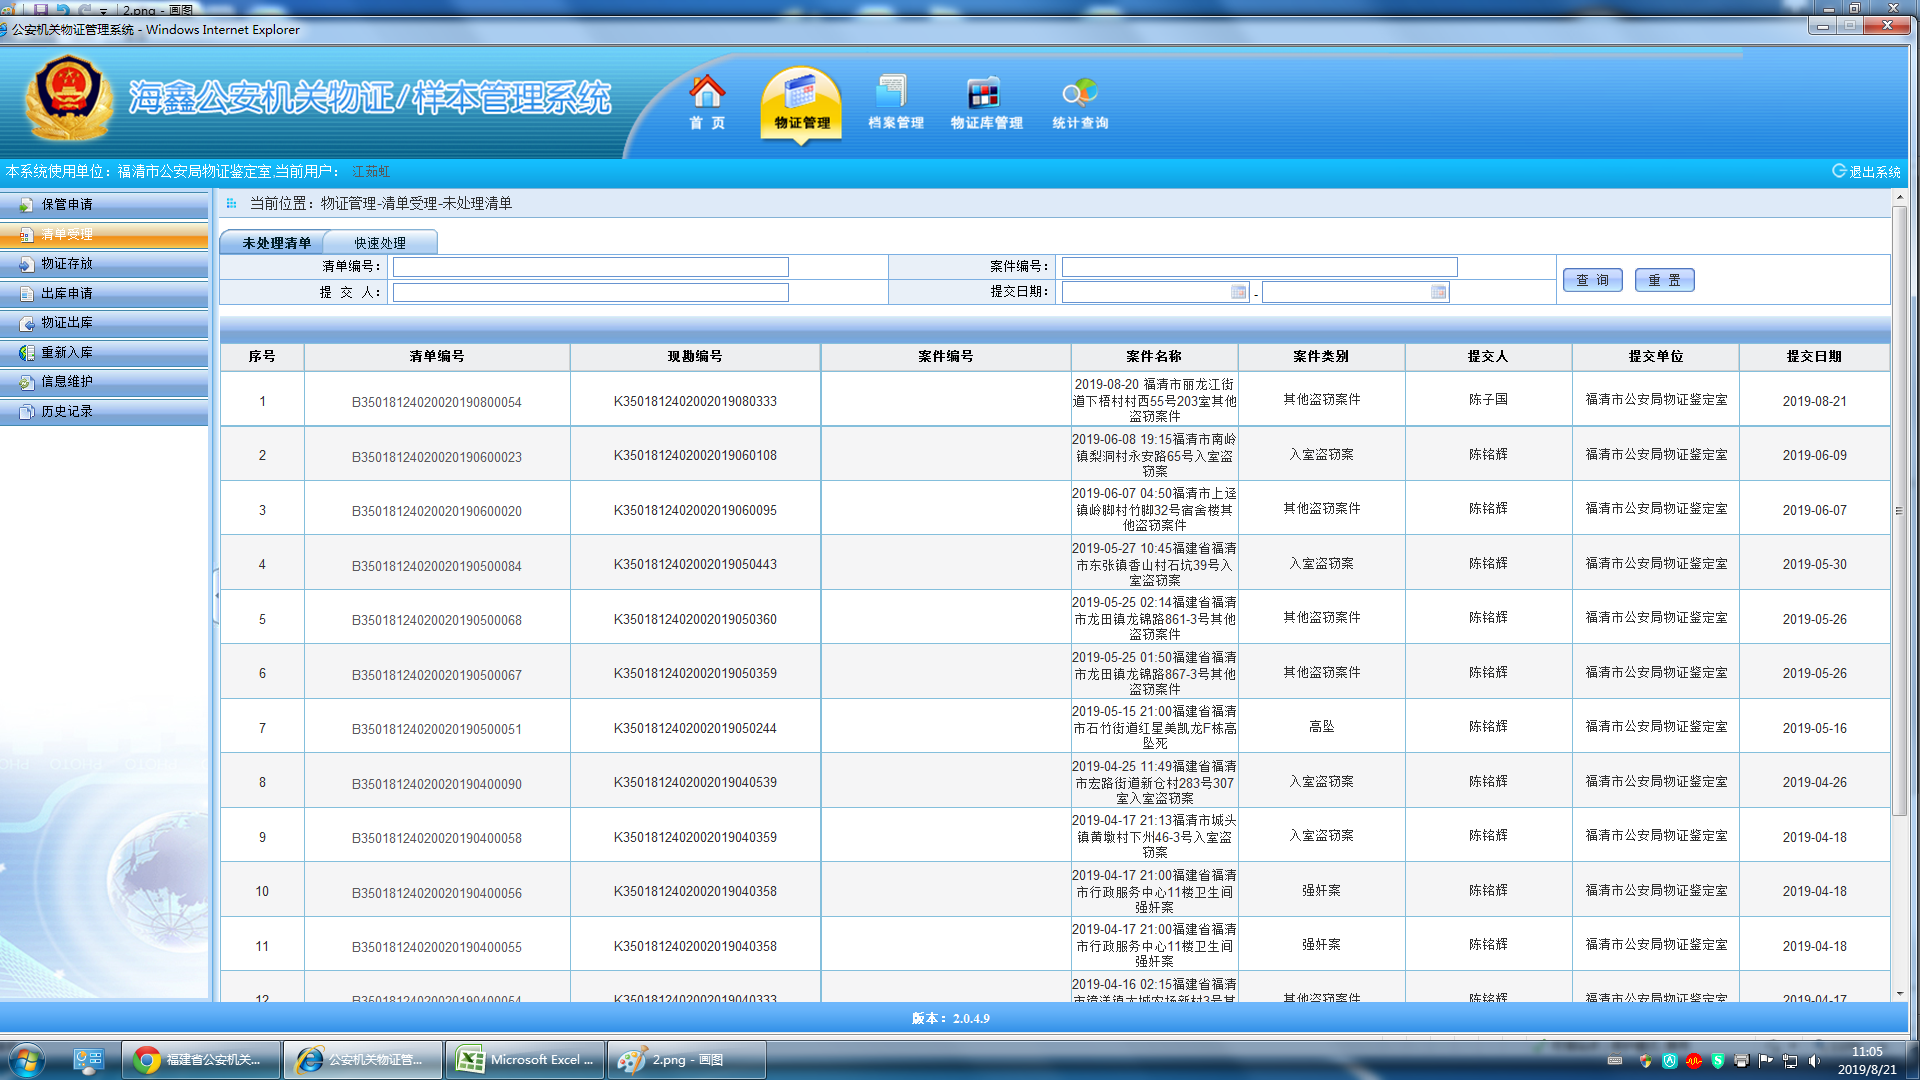 2.png - 画图
公安机关物证管理系统 - Windows Internet Explorer
海鑫公安机关物证/样本管理系统
首 页
物证管理
档案管理
物证库管理
统计查询
本系统使用单位：福清市公安局物证鉴定室,当前用户： 江茹虹
退出系统
保管申请
清单受理
物证存放
出库申请
物证出库
重新入库
信息维护
历史记录
当前位置：物证管理-清单受理-未处理清单
未处理清单 快速处理
清单编号： 案件编号：
提 交 人： 提交日期： -
查 询 重 置
序号 清单编号 现勘编号 案件编号 案件名称 案件类别 提交人 提交单位 提交日期
1 B35018124020020190800054 K3501812402002019080333 2019-08-20 福清市丽龙江街道下梧村村西55号203室其他盗窃案件 其他盗窃案件 陈子国 福清市公安局物证鉴定室 2019-08-21
2 B35018124020020190600023 K3501812402002019060108 2019-06-08 19:15福清市南岭镇梨洞村永安路65号入室盗窃案 入室盗窃案 陈铭辉 福清市公安局物证鉴定室 2019-06-09
3 B35018124020020190600020 K3501812402002019060095 2019-06-07 04:50福清市上迳镇岭脚村竹脚32号宿舍楼其他盗窃案件 其他盗窃案件 陈铭辉 福清市公安局物证鉴定室 2019-06-07
4 B35018124020020190500084 K3501812402002019050443 2019-05-27 10:45福建省福清市东张镇香山村石坑39号入室盗窃案 入室盗窃案 陈铭辉 福清市公安局物证鉴定室 2019-05-30
5 B35018124020020190500068 K3501812402002019050360 2019-05-25 02:14福建省福清市龙田镇龙锦路861-3号其他盗窃案件 其他盗窃案件 陈铭辉 福清市公安局物证鉴定室 2019-05-26
6 B35018124020020190500067 K3501812402002019050359 2019-05-25 01:50福建省福清市龙田镇龙锦路867-3号其他盗窃案件 其他盗窃案件 陈铭辉 福清市公安局物证鉴定室 2019-05-26
7 B35018124020020190500051 K3501812402002019050244 2019-05-15 21:00福建省福清市石竹街道红星美凯龙F栋高坠死 高坠 陈铭辉 福清市公安局物证鉴定室 2019-05-16
8 B35018124020020190400090 K3501812402002019040539 2019-04-25 11:49福建省福清市宏路街道新仓村283号307室入室盗窃案 入室盗窃案 陈铭辉 福清市公安局物证鉴定室 2019-04-26
9 B35018124020020190400058 K3501812402002019040359 2019-04-17 21:13福清市城头镇黄墩村下州46-3号入室盗窃案 入室盗窃案 陈铭辉 福清市公安局物证鉴定室 2019-04-18
10 B35018124020020190400056 K3501812402002019040358 2019-04-17 21:00福建省福清市行政服务中心11楼卫生间强奸案 强奸案 陈铭辉 福清市公安局物证鉴定室 2019-04-18
11 B35018124020020190400055 K3501812402002019040358 2019-04-17 21:00福建省福清市行政服务中心11楼卫生间强奸案 强奸案 陈铭辉 福清市公安局物证鉴定室 2019-04-18
12 B35018124020020190400054 K3501812402002019040333 2019-04-16 02:15福建省福清 其他盗窃案件 陈铭辉 福清市公安局物证鉴定室 2019-04-17
版本：2.0.4.9
福建省公安机关...
公安机关物证管...
Microsoft Excel ...
2.png - 画图
11:05
2019/8/21